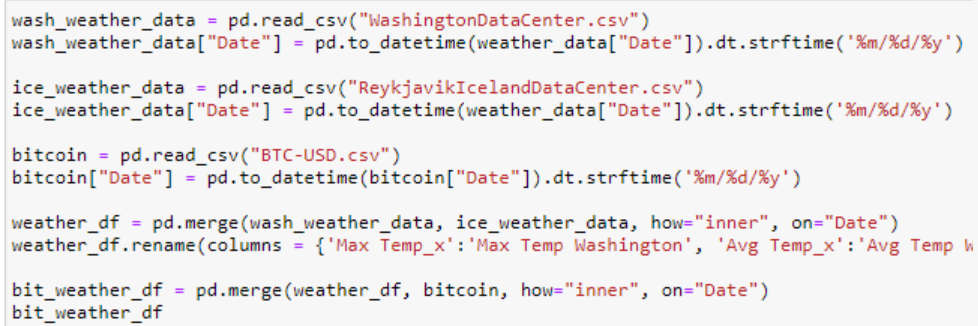 wash_weather_data = pd.read_csv("WashingtonDataCenter.csv")
wash_weather_data["Date"] = pd.to_datetime(weather_data["Date"]).dt.strftime('%m/%d/%y')
ice_weather_data = pd.read_csv("ReykjavikIcelandDataCenter.csv")
ice_weather_data["Date"] = pd.to_datetime(weather_data["Date"]).dt.strftime('%m/%d/%y')
bitcoin = pd.read_csv("BTC-USD.csv")
bitcoin["Date"] = pd.to_datetime(bitcoin["Date"]).dt.strftime('%m/%d/%y')
weather_df = pd.merge(wash_weather_data, ice_weather_data, how="inner", on="Date")
weather_df.rename(columns = {'Max Temp_x':'Max Temp Washington', 'Avg Temp_x':'Avg Temp
bit_weather_df = pd.merge(weather_df, bitcoin, how="inner", on="Date")
bit_weather_df